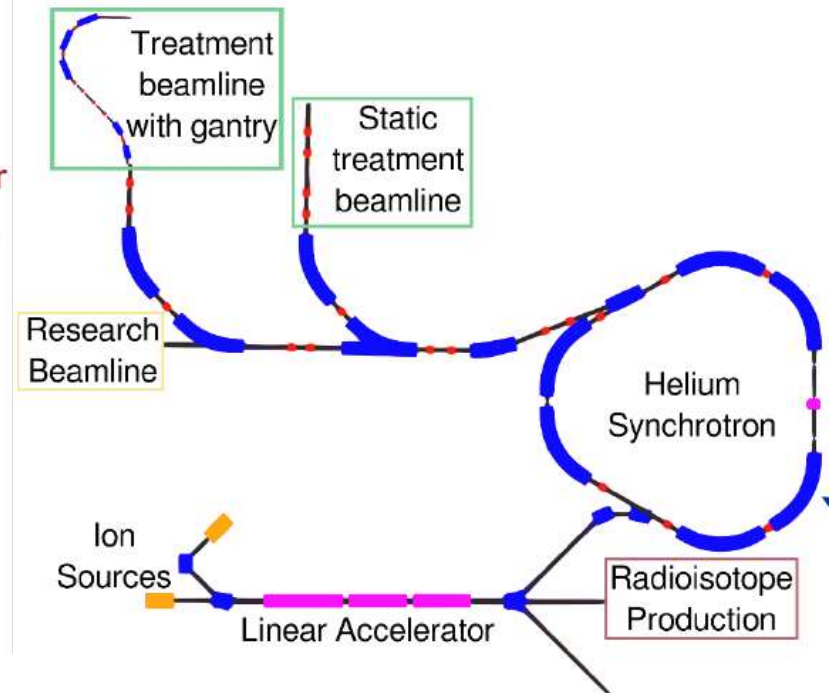 Treatment
beamline
with gantry
Static
treatment
beamline
Research
Beamline
Helium
Synchrotron
Ion
Sources
Linear Accelerator
Radioisotope
Production